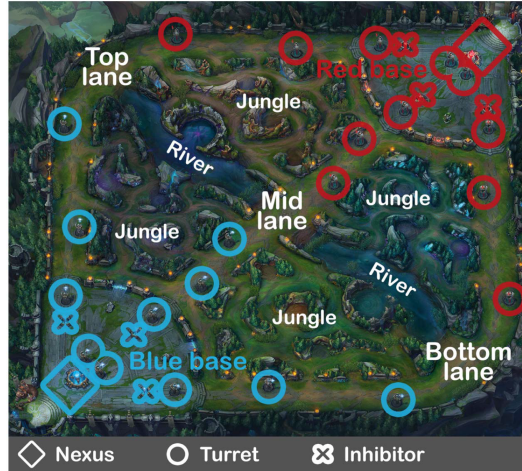 Top
lane
Red base
Jungle
River
Mid
lane
Jungle
Jungle
River
Jungle
Blue base
Bottom
lane
Nexus
Turret
Inhibitor